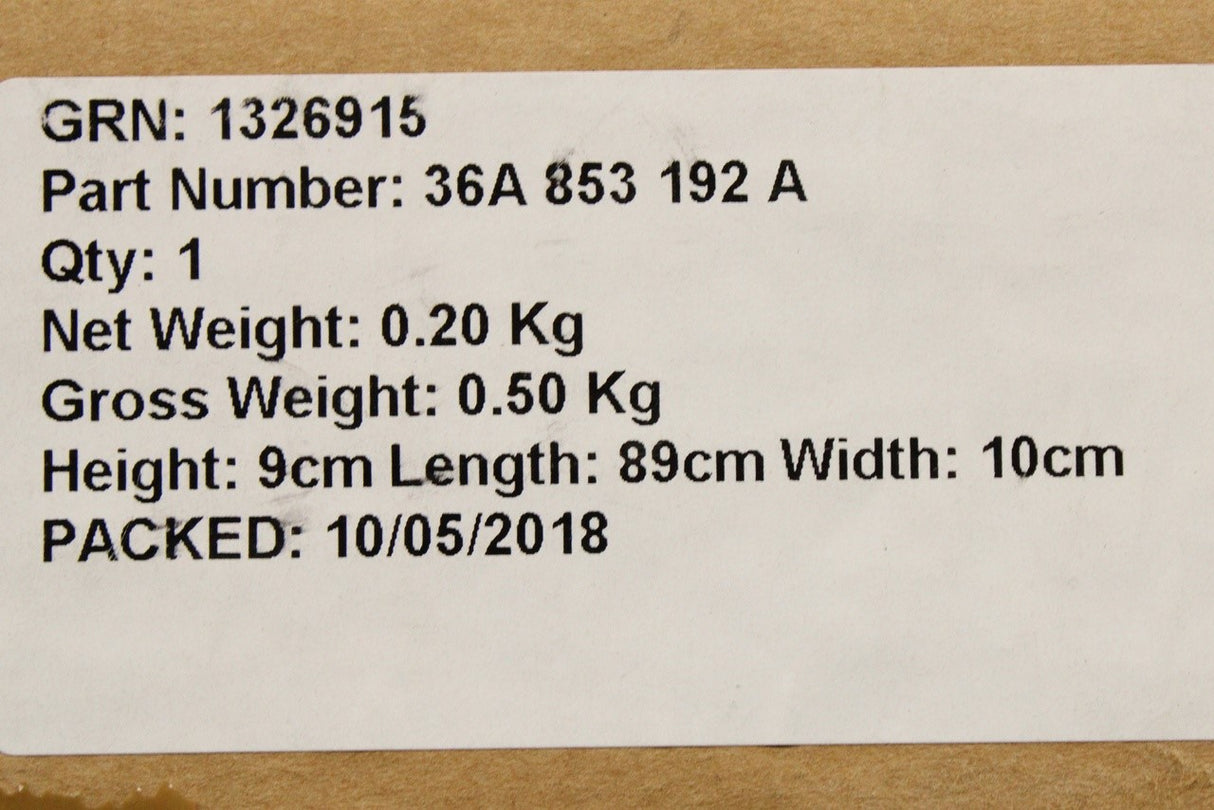 GRN: 1326915
Part Number: 36A 853 192 A
Qty: 1
Net Weight: 0.20 Kg
Gross Weight: 0.50 Kg
Height: 9cm Length: 89cm Width: 10cm
PACKED: 10/05/2018